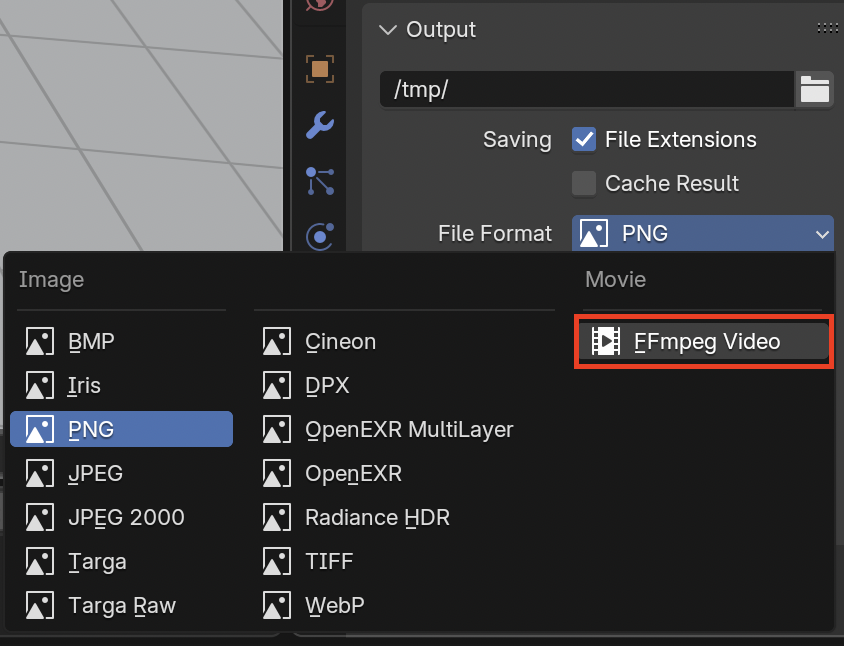 Output
/tmp/
Saving File Extensions
Cache Result
File Format PNG
Image Movie
BMP Cineon FFmpeg Video
Iris DPX
PNG OpenEXR MultiLayer
JPEG OpenEXR
JPEG 2000 Radiance HDR
Targa TIFF
Targa Raw WebP